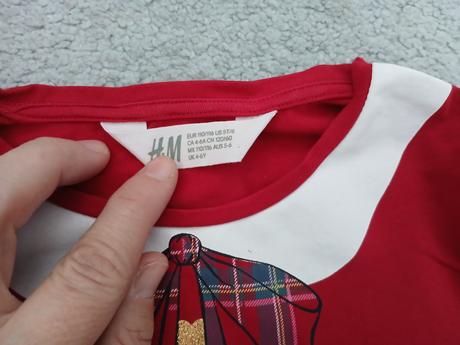 H&M
EUR 110/116 US 5T/6
CA 4-6A CN 120/60
MX 110/116 AUS 5-6
UK 4-6Y